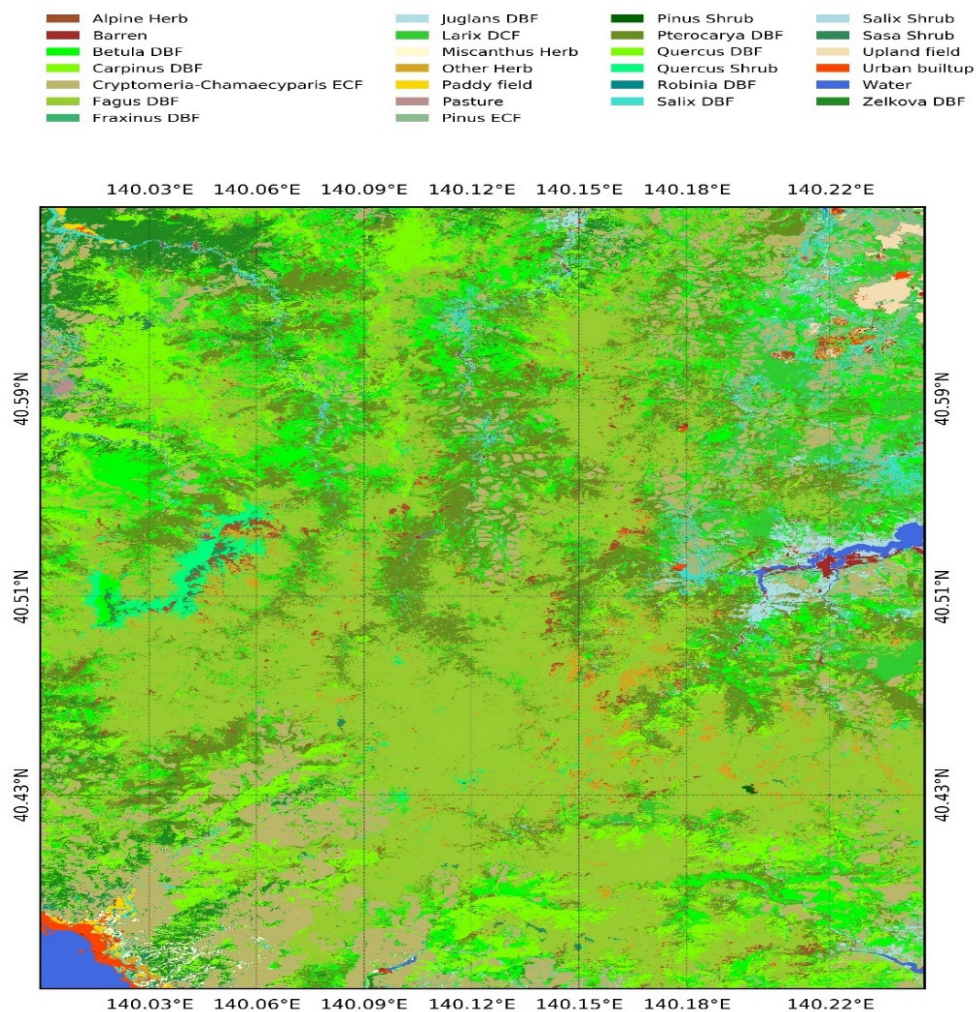 Alpine Herb
Barren
Betula DBF
Carpinus DBF
Cryptomeria-Chamaecyparis ECF
Fagus DBF
Fraxinus DBF
Juglans DBF
Larix DCF
Miscanthus Herb
Other Herb
Paddy field
Pasture
Pinus ECF
Pinus Shrub
Pterocarya DBF
Quercus DBF
Quercus Shrub
Robinia DBF
Salix DBF
Salix Shrub
Sasa Shrub
Upland field
Urban builtup
Water
Zelkova DBF
140.03°E 140.06°E 140.09°E 140.12°E 140.15°E 140.18°E 140.22°E
40.59°N 40.59°N
40.51°N 40.51°N
40.43°N 40.43°N
140.03°E 140.06°E 140.09°E 140.12°E 140.15°E 140.18°E 140.22°E